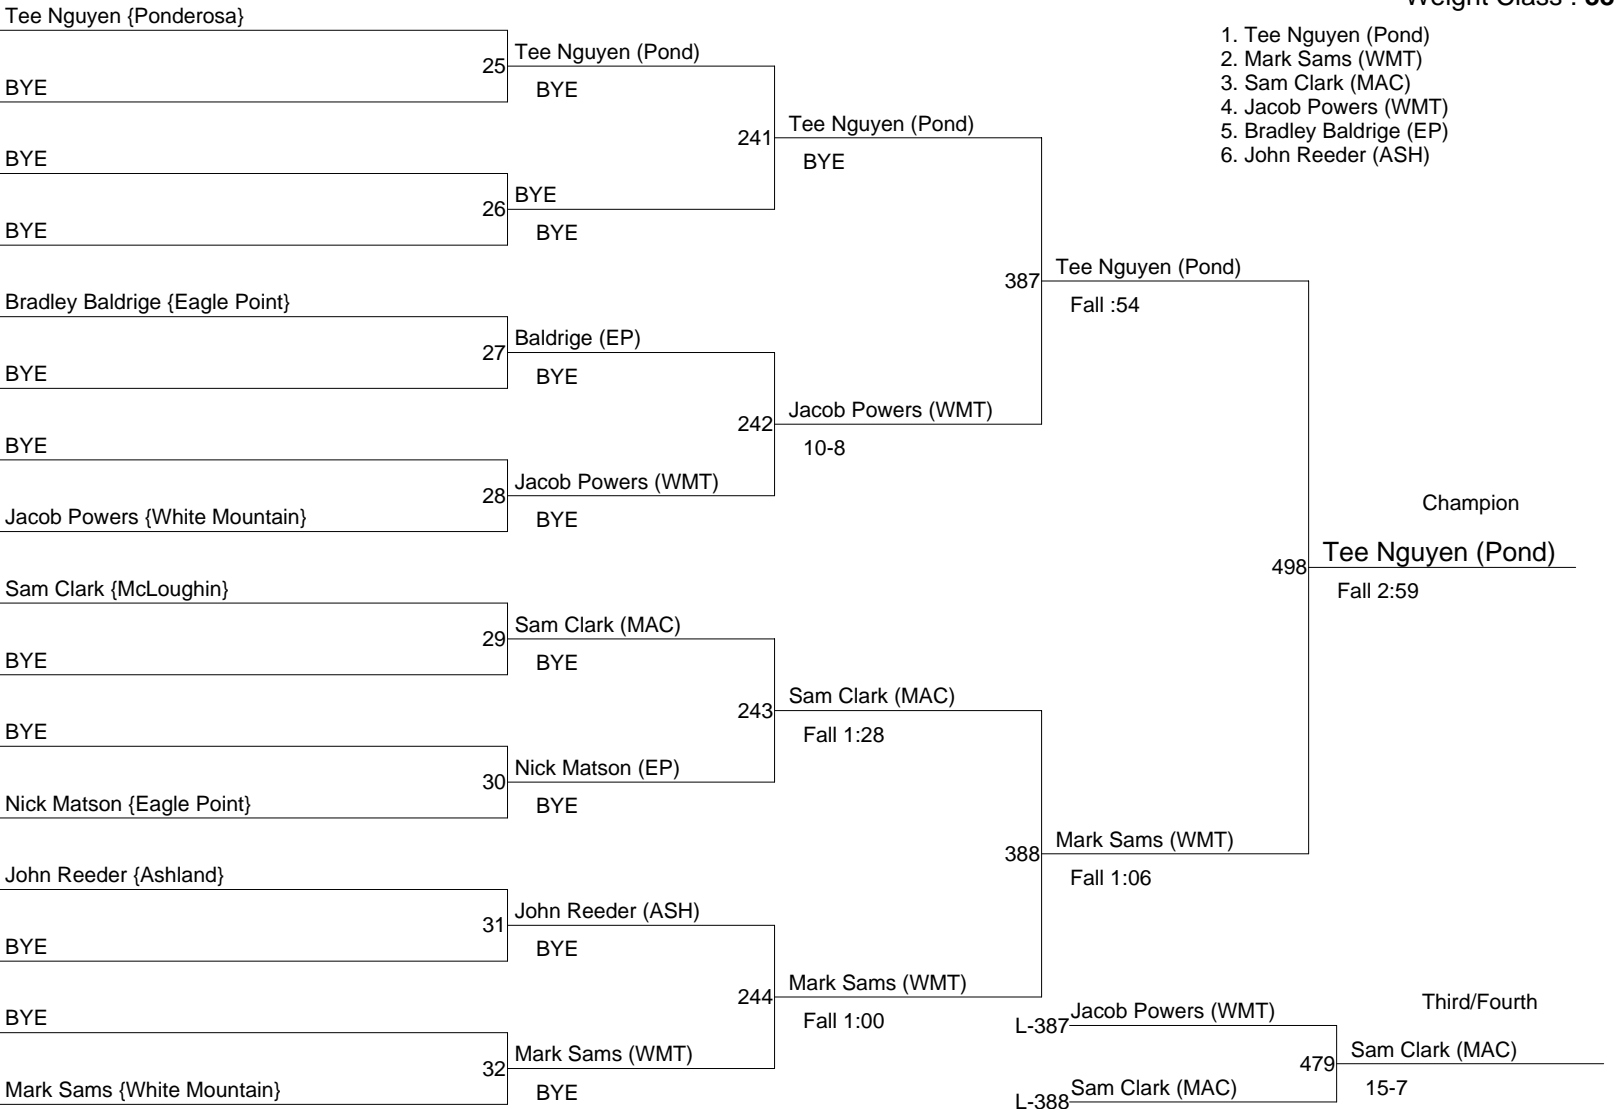 Tee Nguyen {Ponderosa}
BYE
BYE
BYE
Bradley Baldrige {Eagle Point}
BYE
BYE
Jacob Powers {White Mountain}
Sam Clark {McLoughin}
BYE
BYE
Nick Matson {Eagle Point}
John Reeder {Ashland}
BYE
BYE
Mark Sams {White Mountain}
25
Tee Nguyen (Pond)
BYE
26
BYE
BYE
27
Baldrige (EP)
BYE
28
Jacob Powers (WMT)
BYE
29
Sam Clark (MAC)
BYE
30
Nick Matson (EP)
BYE
31
John Reeder (ASH)
BYE
32
Mark Sams (WMT)
BYE
241
Tee Nguyen (Pond)
BYE
242
Jacob Powers (WMT)
10-8
243
Sam Clark (MAC)
Fall 1:28
244
Mark Sams (WMT)
Fall 1:00
387
Tee Nguyen (Pond)
Fall :54
388
Mark Sams (WMT)
Fall 1:06
498
Champion
Tee Nguyen (Pond)
Fall 2:59
L-387
Jacob Powers (WMT)
L-388
Sam Clark (MAC)
479
Third/Fourth
Sam Clark (MAC)
15-7
Weight Class :
1. Tee Nguyen (Pond)
2. Mark Sams (WMT)
3. Sam Clark (MAC)
4. Jacob Powers (WMT)
5. Bradley Baldrige (EP)
6. John Reeder (ASH)